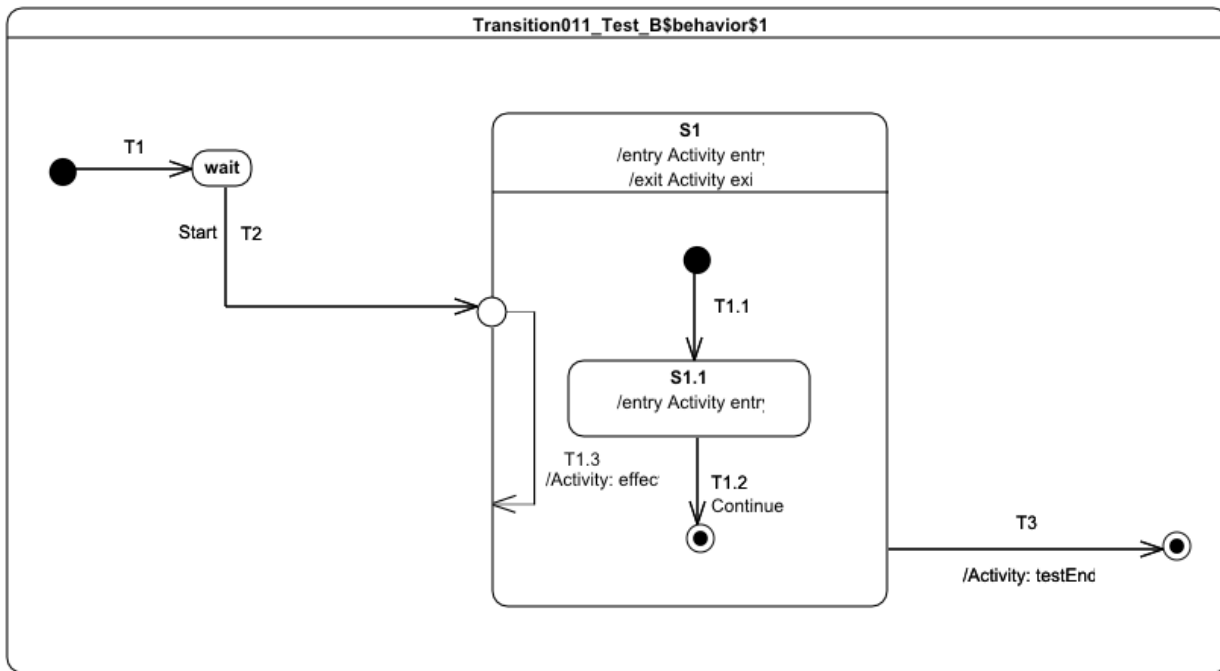 Transition011_Test_B$behavior$1
T1
wait
Start T2
S1
/entry Activity entry
/exit Activity exi
T1.1
S1.1
/entry Activity entry
T1.3
/Activity: effec
T1.2
Continue
T3
/Activity: testEnd